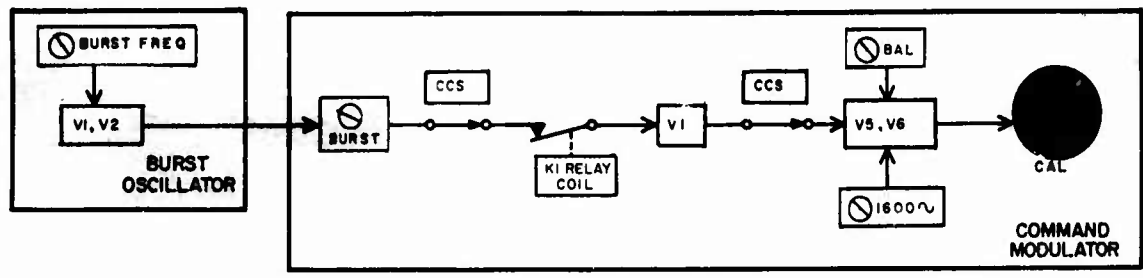 BURST FREQ
V1, V2
BURST
OSCILLATOR
BURST
CCS
K1 RELAY
COIL
V1
CCS
BAL
V5, V6
1600~
CAL
COMMAND
MODULATOR